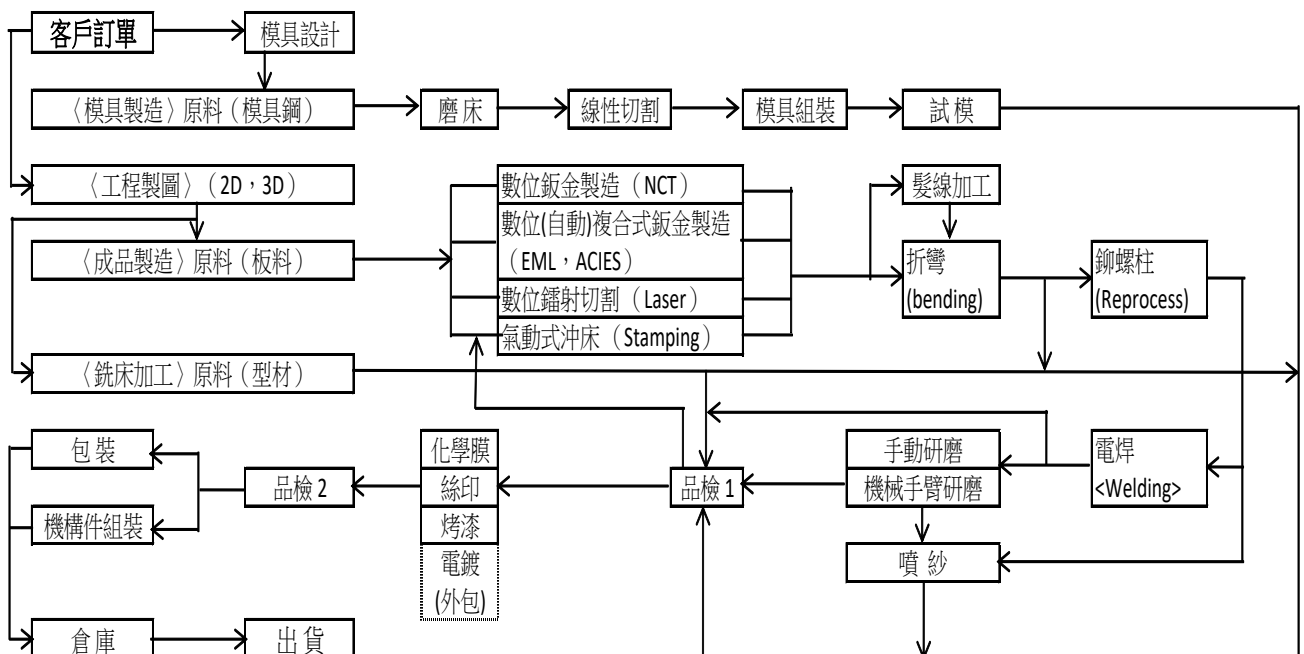 客戶訂單
模具設計
〈模具製造〉原料（模具鋼）
磨床
線性切割
模具組裝
試模
〈工程製圖〉（2D，3D）
數位鈑金製造（NCT）
髮線加工
數位(自動)複合式鈑金製造
（EML，ACIES）
〈成品製造〉原料（板料）
折彎
(bending)
鉚螺柱
(Reprocess)
數位鐳射切割（Laser）
氣動式沖床（Stamping）
〈銑床加工〉原料（型材）
包裝
機構件組裝
品檢 2
化學膜
絲印
烤漆
電鍍
(外包)
品檢 1
手動研磨
機械手臂研磨
電焊
<Welding>
噴紗
倉庫
出貨